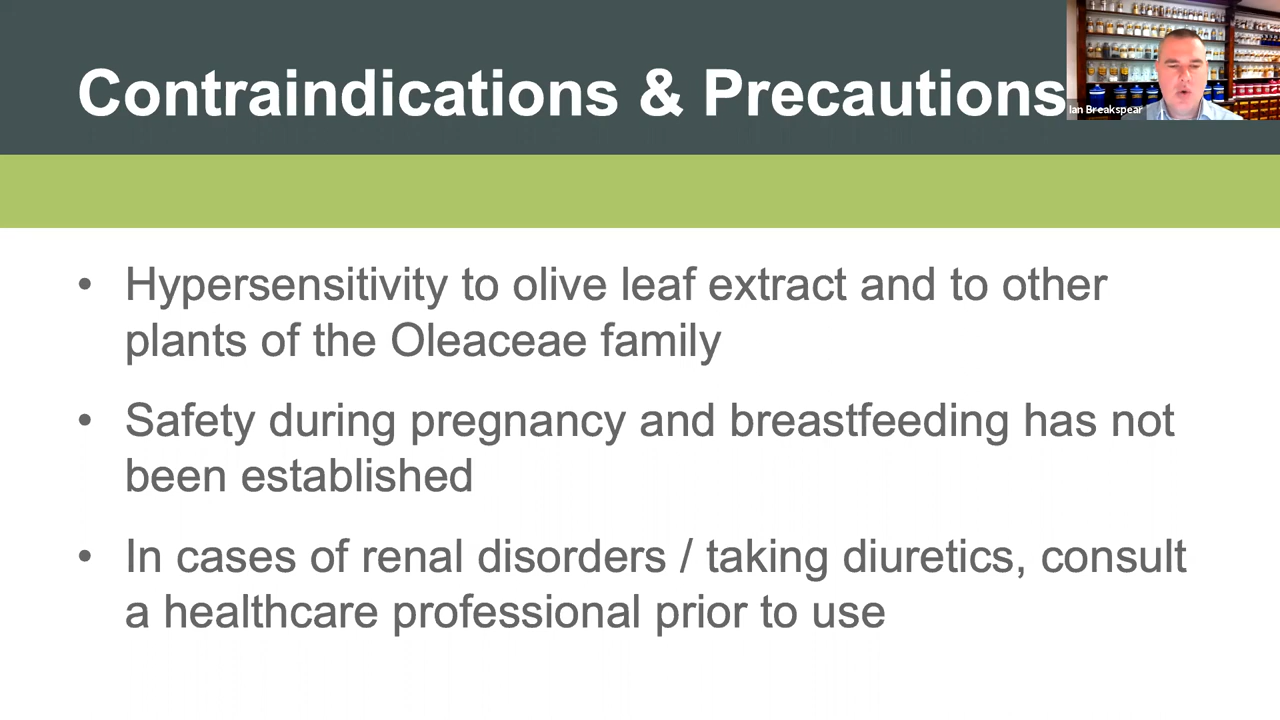 Contraindications & Precautions
Ian Breakspear
• Hypersensitivity to olive leaf extract and to other
plants of the Oleaceae family
• Safety during pregnancy and breastfeeding has not
been established
• In cases of renal disorders / taking diuretics, consult
a healthcare professional prior to use